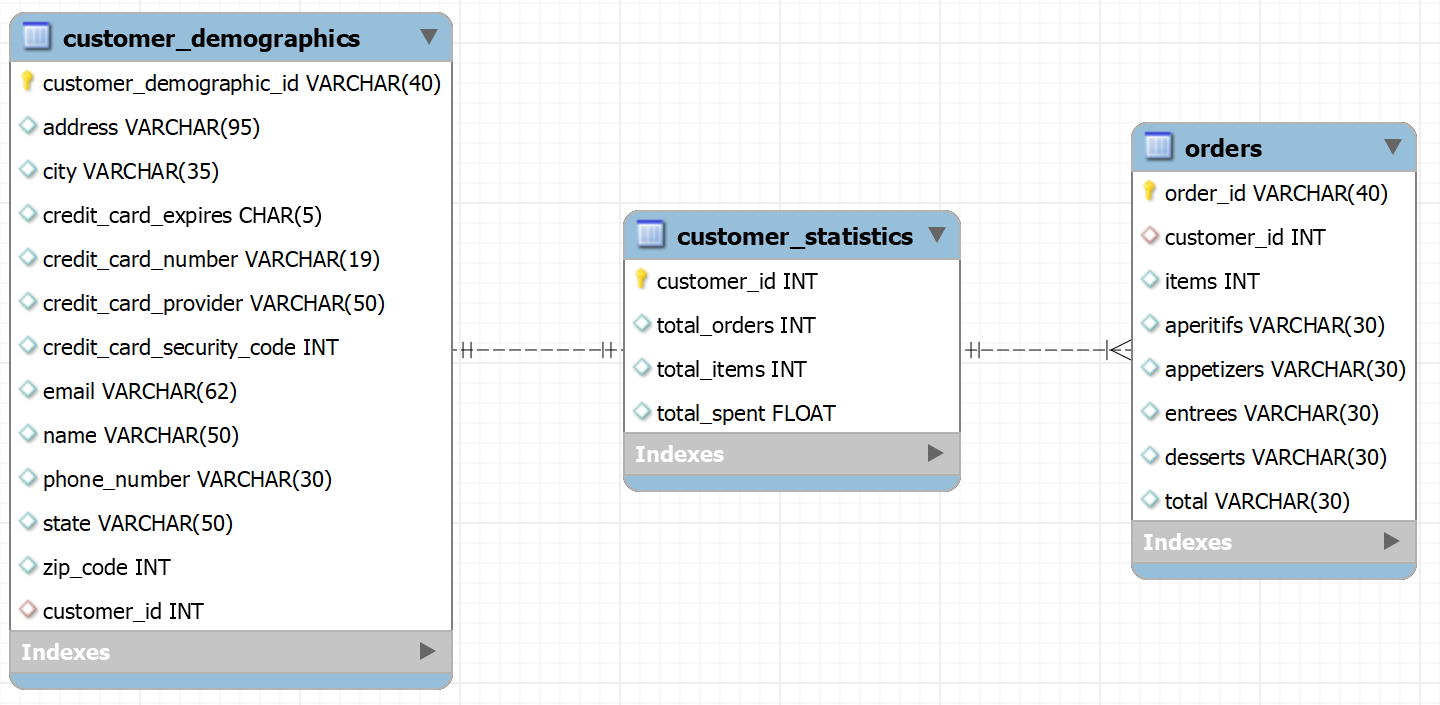 customer_demographics
customer_demographic_id VARCHAR(40)
address VARCHAR(95)
city VARCHAR(35)
credit_card_expires CHAR(5)
credit_card_number VARCHAR(19)
credit_card_provider VARCHAR(50)
credit_card_security_code INT
email VARCHAR(62)
name VARCHAR(50)
phone_number VARCHAR(30)
state VARCHAR(50)
zip_code INT
customer_id INT
Indexes
customer_statistics
customer_id INT
total_orders INT
total_items INT
total_spent FLOAT
Indexes
orders
order_id VARCHAR(40)
customer_id INT
items INT
aperitifs VARCHAR(30)
appetizers VARCHAR(30)
entrees VARCHAR(30)
desserts VARCHAR(30)
total VARCHAR(30)
Indexes